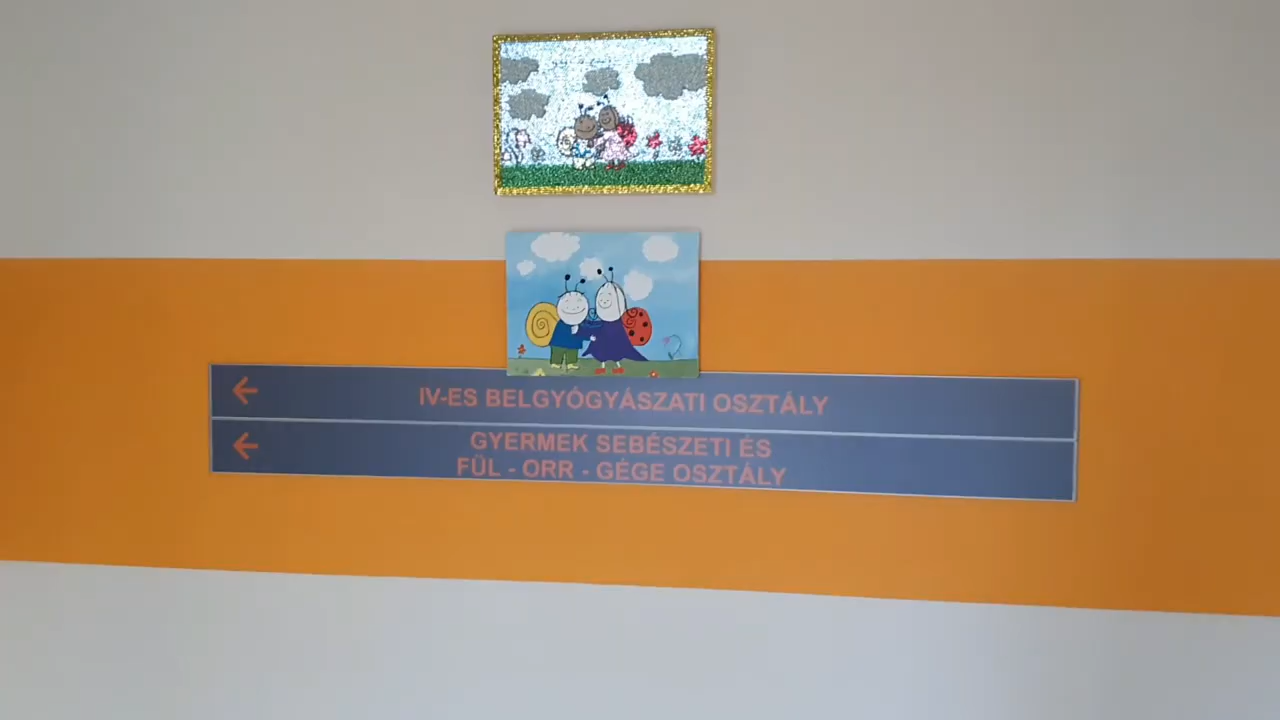 IV-ES BELGYÓGYÁSZATI OSZTÁLY
GYERMEK SEBÉSZETI ÉS
FÜL - ORR - GÉGE OSZTÁLY